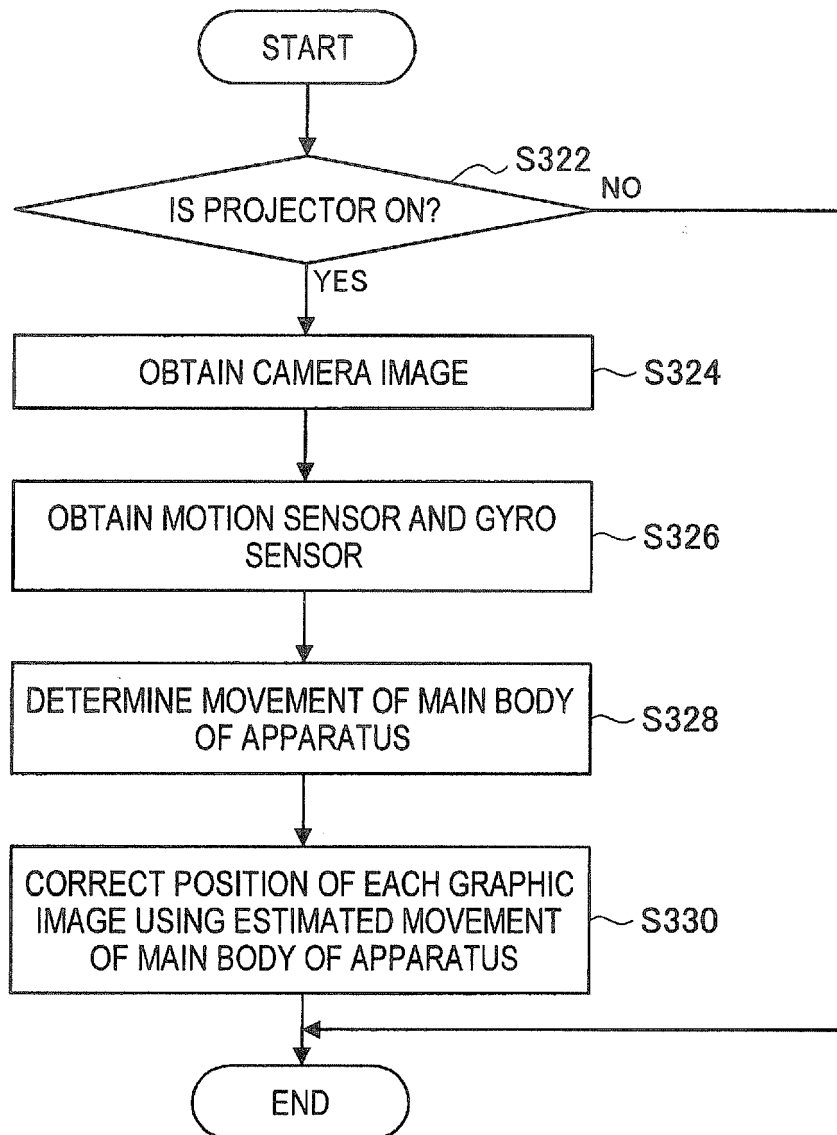 START
S322
IS PROJECTOR ON?
NO
YES
OBTAIN CAMERA IMAGE
S324
OBTAIN MOTION SENSOR AND GYRO
SENSOR
S326
DETERMINE MOVEMENT OF MAIN BODY
OF APPARATUS
S328
CORRECT POSITION OF EACH GRAPHIC
IMAGE USING ESTIMATED MOVEMENT
OF MAIN BODY OF APPARATUS
S330
END